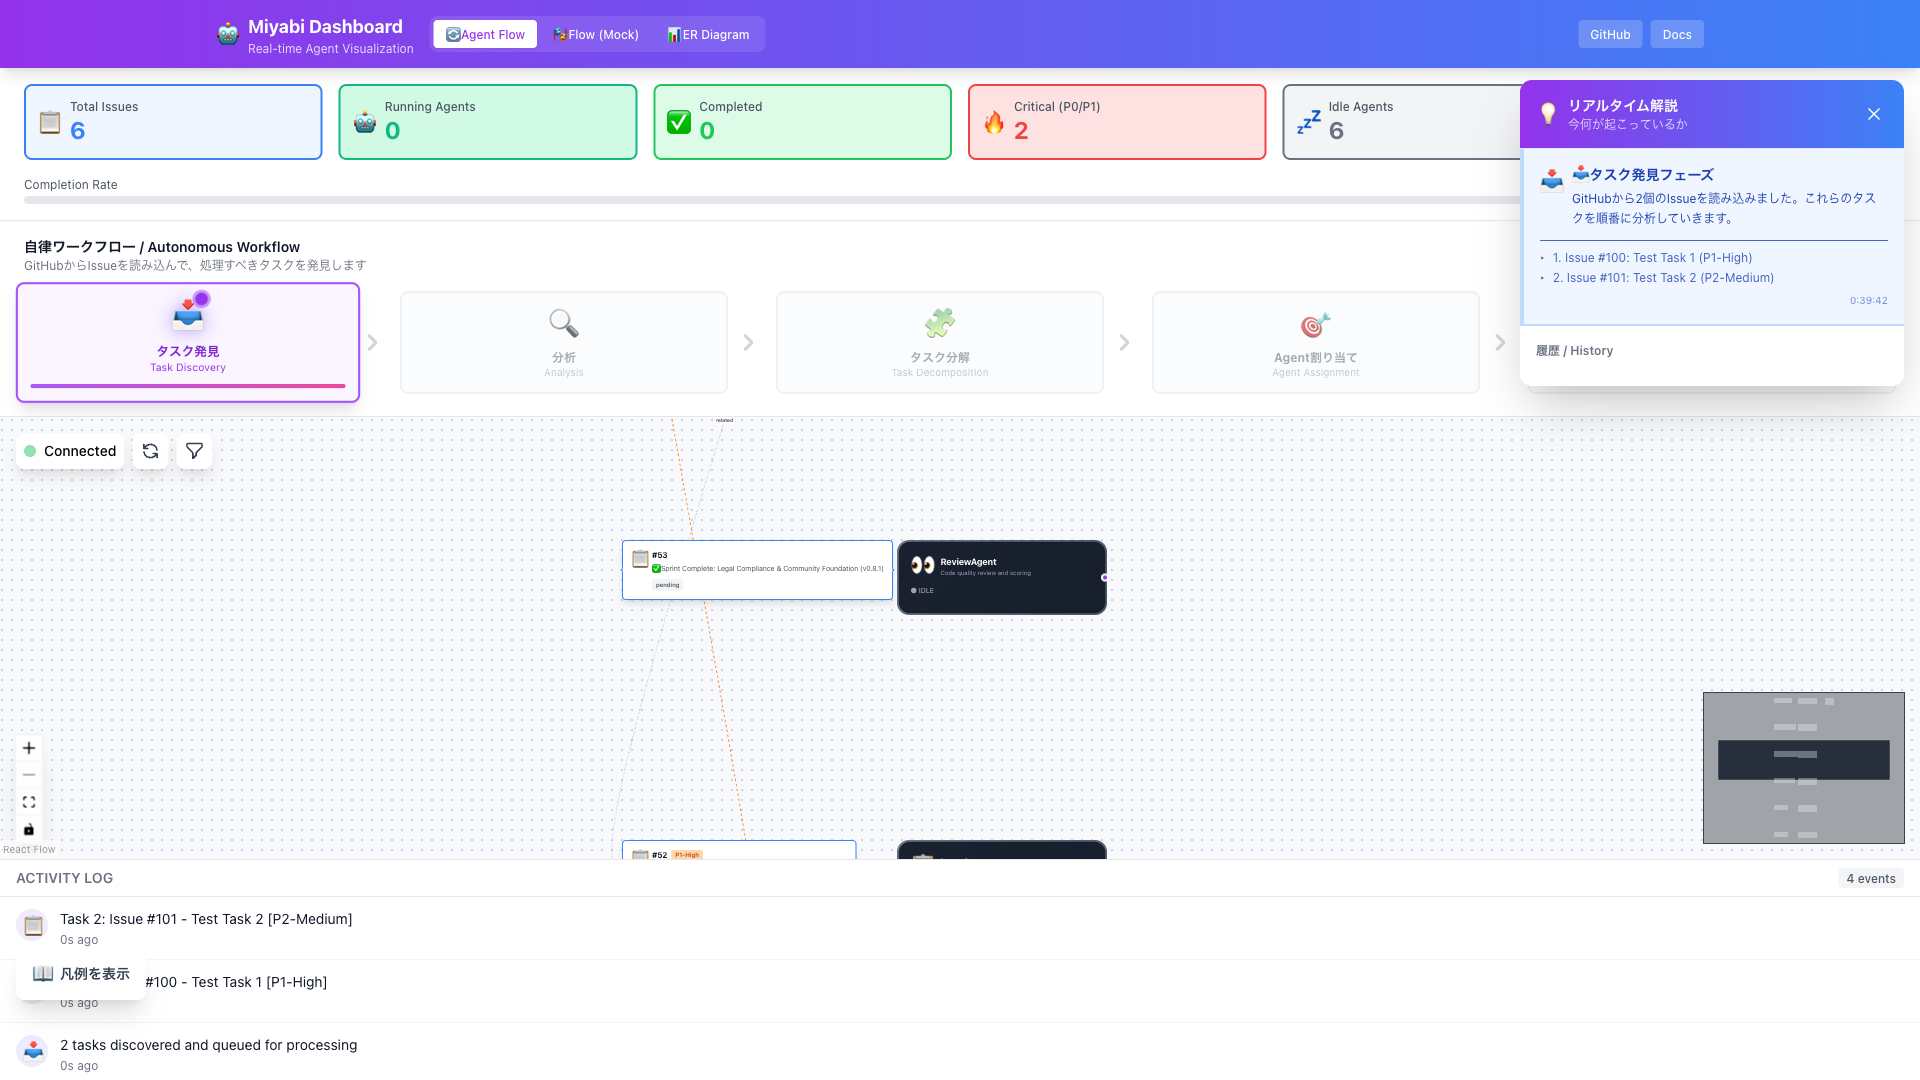 Miyabi Dashboard
Real-time Agent Visualization
Agent Flow
Flow (Mock)
ER Diagram
GitHub
Docs
Total Issues
6
Running Agents
0
Completed
0
Critical (P0/P1)
2
Idle Agents
6
Completion Rate
リアルタイム解説
今何が起こっているか
タスク発見フェーズ
GitHubから2個のIssueを読み込みました。これらのタス
クを順番に分析していきます。
1. Issue #100: Test Task 1 (P1-High)
2. Issue #101: Test Task 2 (P2-Medium)
0:39:42
履歴 / History
自律ワークフロー / Autonomous Workflow
GitHubからIssueを読み込んで、処理すべきタスクを発見します
タスク発見
Task Discovery
分析
Analysis
タスク分解
Task Decomposition
Agent割り当て
Agent Assignment
related
Connected
#53
Sprint Complete: Legal Compliance & Community Foundation (v0.8.1)
pending
ReviewAgent
Code quality review and scoring
IDLE
#52
P1-High
React Flow
ACTIVITY LOG
4 events
Task 2: Issue #101 - Test Task 2 [P2-Medium]
0s ago
凡例を表示
#100 - Test Task 1 [P1-High]
0s ago
2 tasks discovered and queued for processing
0s ago